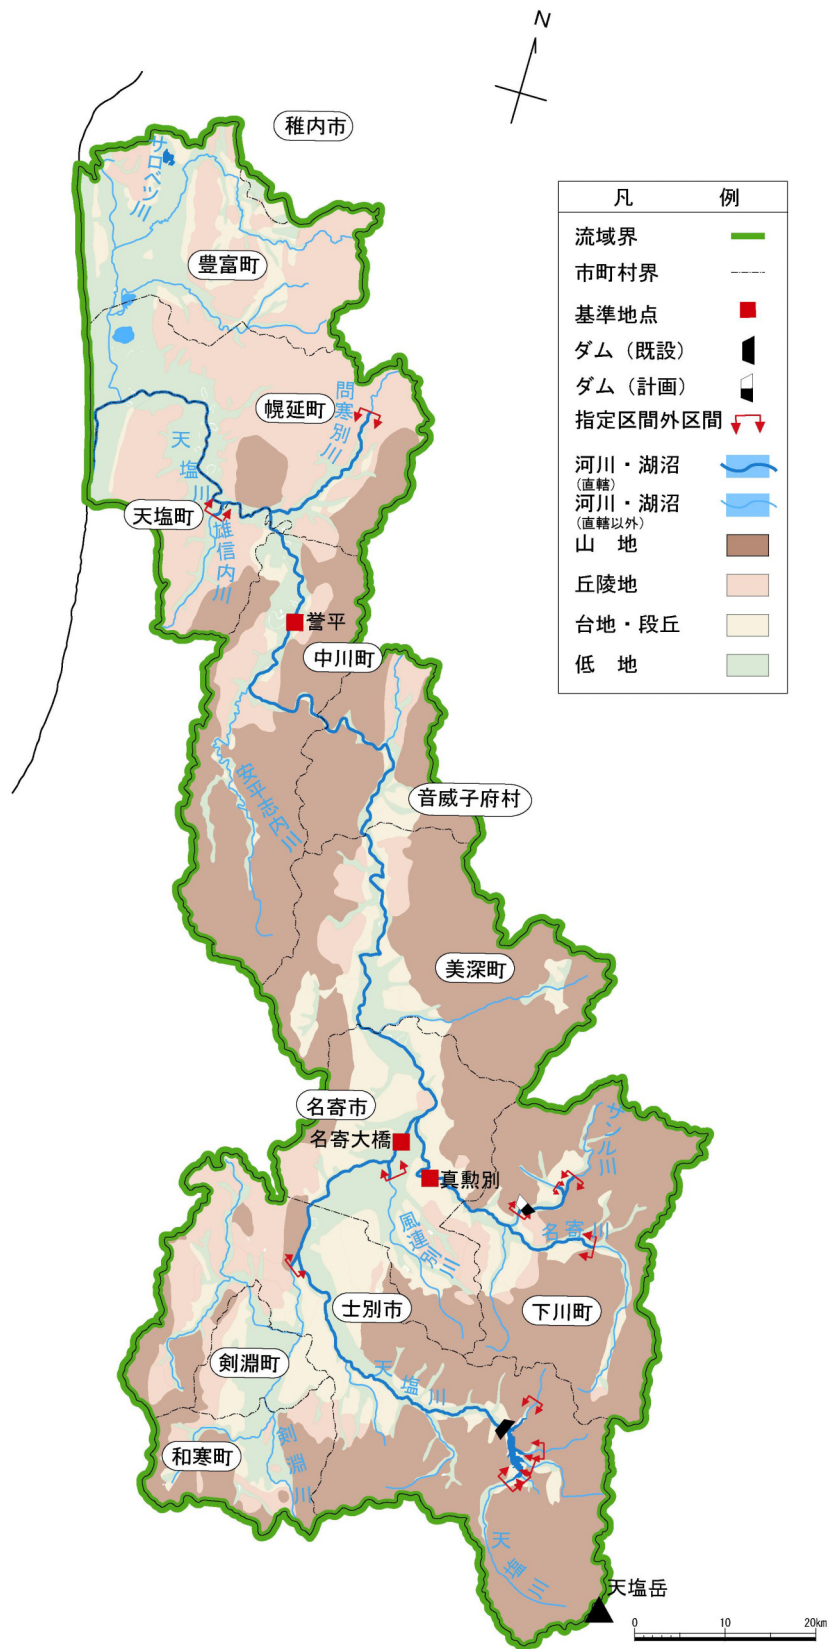 N
稚内市
サロベツ川
凡 例
流域界
市町村界
基準地点
ダム（既設）
ダム（計画）
指定区間外区間
河川・湖沼
(直轄)
河川・湖沼
(直轄以外)
山 地
丘陵地
台地・段丘
低 地
豊富町
幌延町
問寒別川
天塩川
天塩町
雄信内川
誉平
中川町
安平志内川
音威子府村
美深町
名寄市
名寄大橋
真勲別
サンル川
名寄川
風連別川
士別市
下川町
剣淵町
天塩川
和寒町
剣淵川
天塩川
天塩岳
0 10 20km